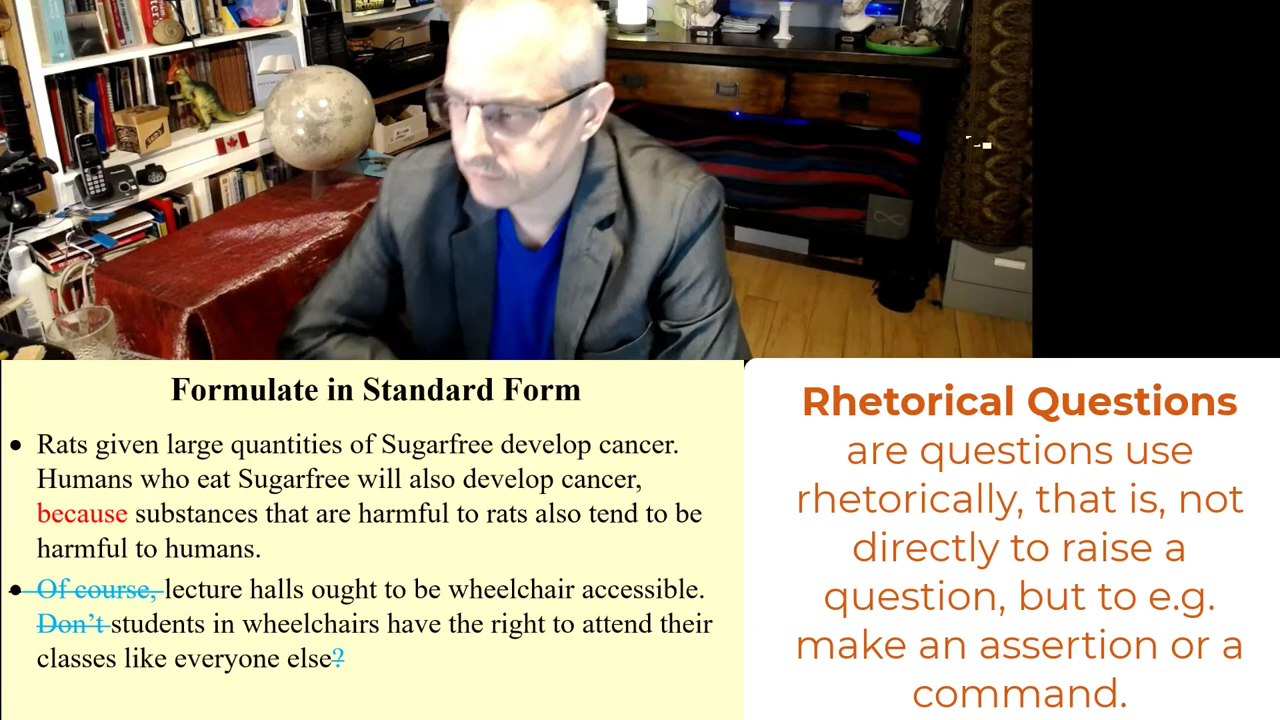 Formulate in Standard Form
• Rats given large quantities of Sugarfree develop cancer.
Humans who eat Sugarfree will also develop cancer,
because substances that are harmful to rats also tend to be
harmful to humans.
• Of course, lecture halls ought to be wheelchair accessible.
Don't students in wheelchairs have the right to attend their
classes like everyone else?
Rhetorical Questions
are questions use
rhetorically, that is, not
directly to raise a
question, but to e.g.
make an assertion or a
command.